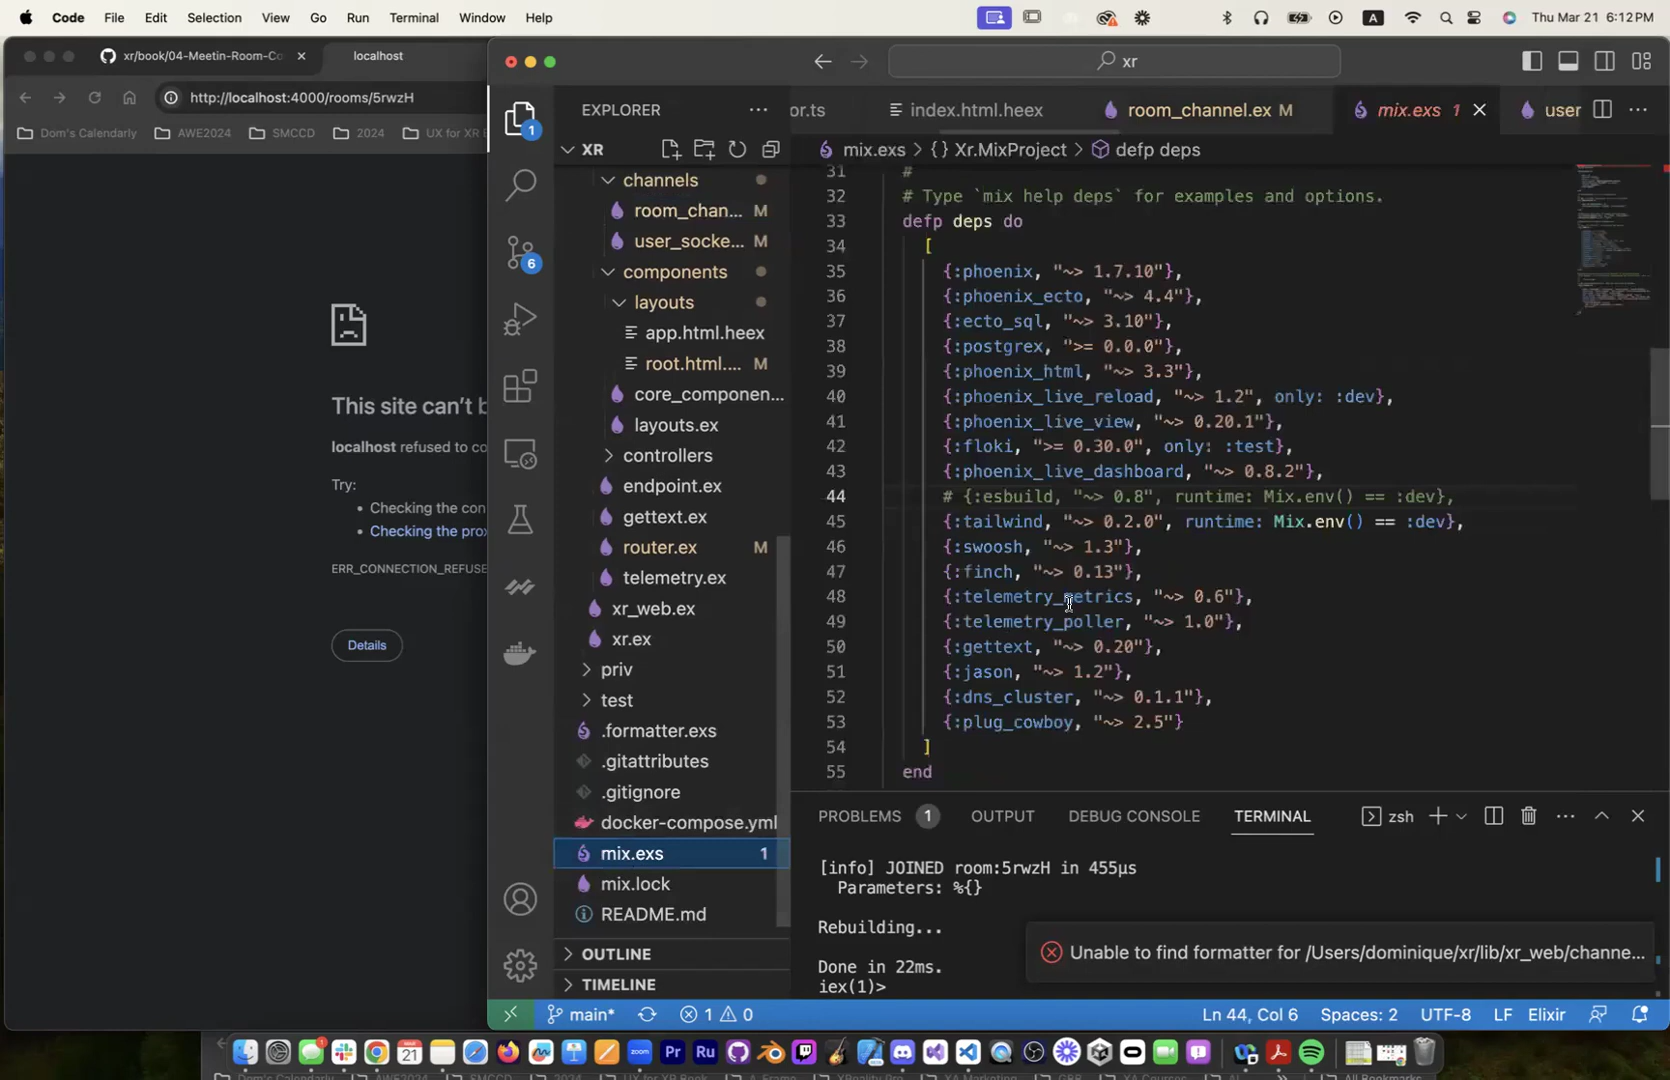 Code File Edit Selection View Go Run Terminal Window Help
A
Thu Mar 21 6:12 PM
xr/book/04-Meetin-Room-Co
localhost
http://localhost:4000/rooms/5rwzH
Dom's Calendarly
AWE2024
SMCCD
2024
UX for XR
This site can't b
localhost refused to co
Try:
Checking the con
Checking the prox
ERR_CONNECTION_REFUSE
Details
xr
1
6
EXPLORER
XR
channels
room_chan... M
user_socke... M
components
layouts
app.html.heex
root.html.... M
core_componen...
layouts.ex
controllers
endpoint.ex
gettext.ex
router.ex M
telemetry.ex
xr_web.ex
xr.ex
priv
test
.formatter.exs
.gitattributes
.gitignore
docker-compose.yml
mix.exs 1
mix.lock
README.md
OUTLINE
TIMELINE
or.ts
index.html.heex
room_channel.ex M
mix.exs 1
user
mix.exs > {} Xr.MixProject > defp deps
31 #
32 # Type `mix help deps` for examples and options.
33 defp deps do
34 [
35 {:phoenix, "~> 1.7.10"},
36 {:phoenix_ecto, "~> 4.4"},
37 {:ecto_sql, "~> 3.10"},
38 {:postgrex, ">= 0.0.0"},
39 {:phoenix_html, "~> 3.3"},
40 {:phoenix_live_reload, "~> 1.2", only: :dev},
41 {:phoenix_live_view, "~> 0.20.1"},
42 {:floki, ">= 0.30.0", only: :test},
43 {:phoenix_live_dashboard, "~> 0.8.2"},
44 # {:esbuild, "~> 0.8", runtime: Mix.env() == :dev},
45 {:tailwind, "~> 0.2.0", runtime: Mix.env() == :dev},
46 {:swoosh, "~> 1.3"},
47 {:finch, "~> 0.13"},
48 {:telemetry_metrics, "~> 0.6"},
49 {:telemetry_poller, "~> 1.0"},
50 {:gettext, "~> 0.20"},
51 {:jason, "~> 1.2"},
52 {:dns_cluster, "~> 0.1.1"},
53 {:plug_cowboy, "~> 2.5"}
54 ]
55 end
PROBLEMS 1 OUTPUT DEBUG CONSOLE TERMINAL
zsh
[info] JOINED room:5rwzH in 455µs
Parameters: %{}
Rebuilding...
Done in 22ms.
iex(1)>
Unable to find formatter for /Users/dominique/xr/lib/xr_web/channe...
main* 1 0
Ln 44, Col 6 Spaces: 2 UTF-8 LF Elixir
21
zoom
Pr
Ru